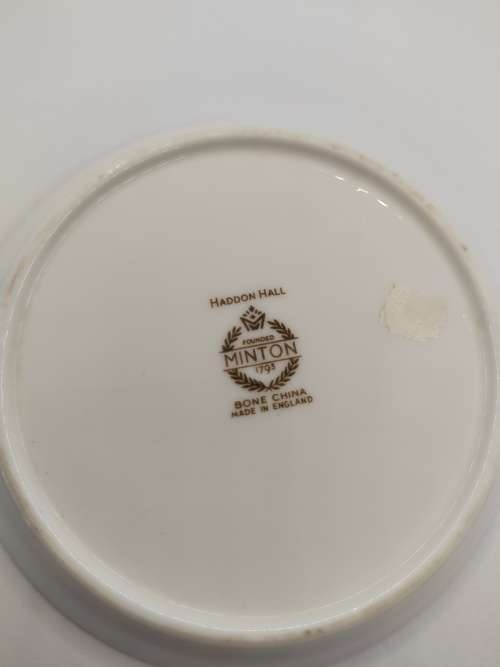 HADDON HALL
FOUNDED
MINTON
1793
BONE CHINA
MADE IN ENGLAND